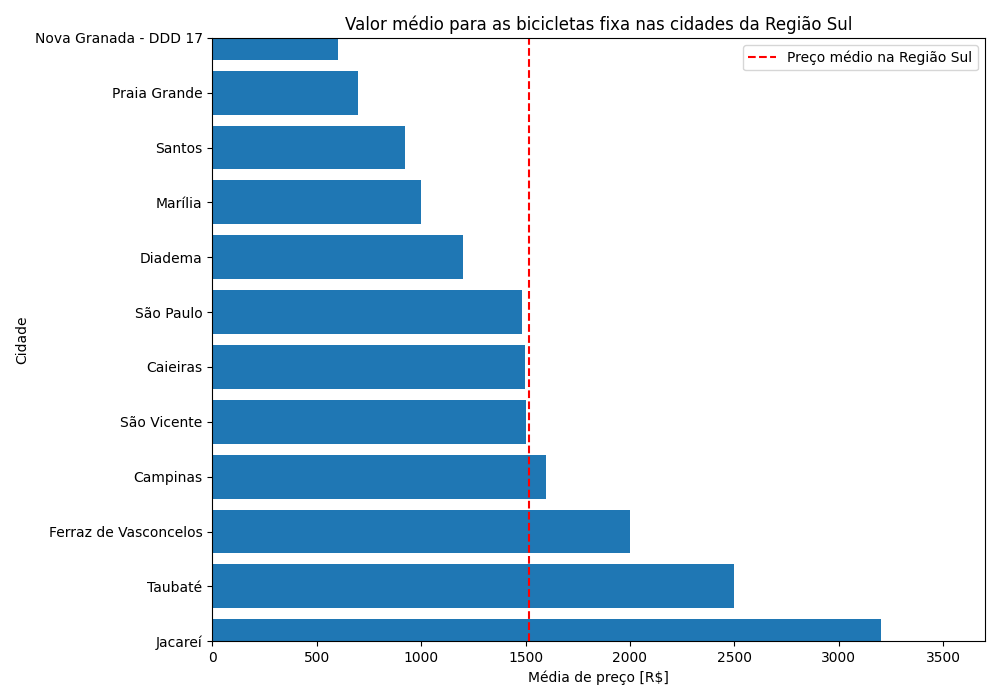 Valor médio para as bicicletas fixa nas cidades da Região Sul
Preço médio na Região Sul
Cidade
Nova Granada - DDD 17
Praia Grande
Santos
Marília
Diadema
São Paulo
Caieiras
São Vicente
Campinas
Ferraz de Vasconcelos
Taubaté
Jacareí
0 500 1000 1500 2000 2500 3000 3500
Média de preço [R$]